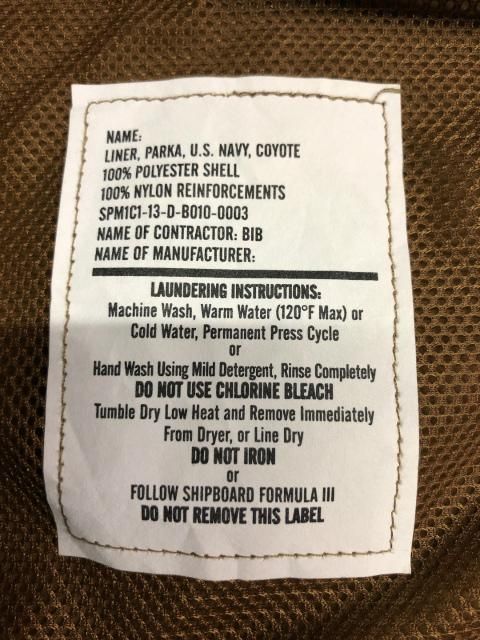 NAME:
LINER, PARKA, U.S. NAVY, COYOTE
100% POLYESTER SHELL
100% NYLON REINFORCEMENTS
SPM1C1-13-D-B010-0003
NAME OF CONTRACTOR: BIB
NAME OF MANUFACTURER:
LAUNDERING INSTRUCTIONS:
Machine Wash, Warm Water (120°F Max) or
Cold Water, Permanent Press Cycle
or
Hand Wash Using Mild Detergent, Rinse Completely
DO NOT USE CHLORINE BLEACH
Tumble Dry Low Heat and Remove Immediately
From Dryer, or Line Dry
DO NOT IRON
or
FOLLOW SHIPBOARD FORMULA III
DO NOT REMOVE THIS LABEL